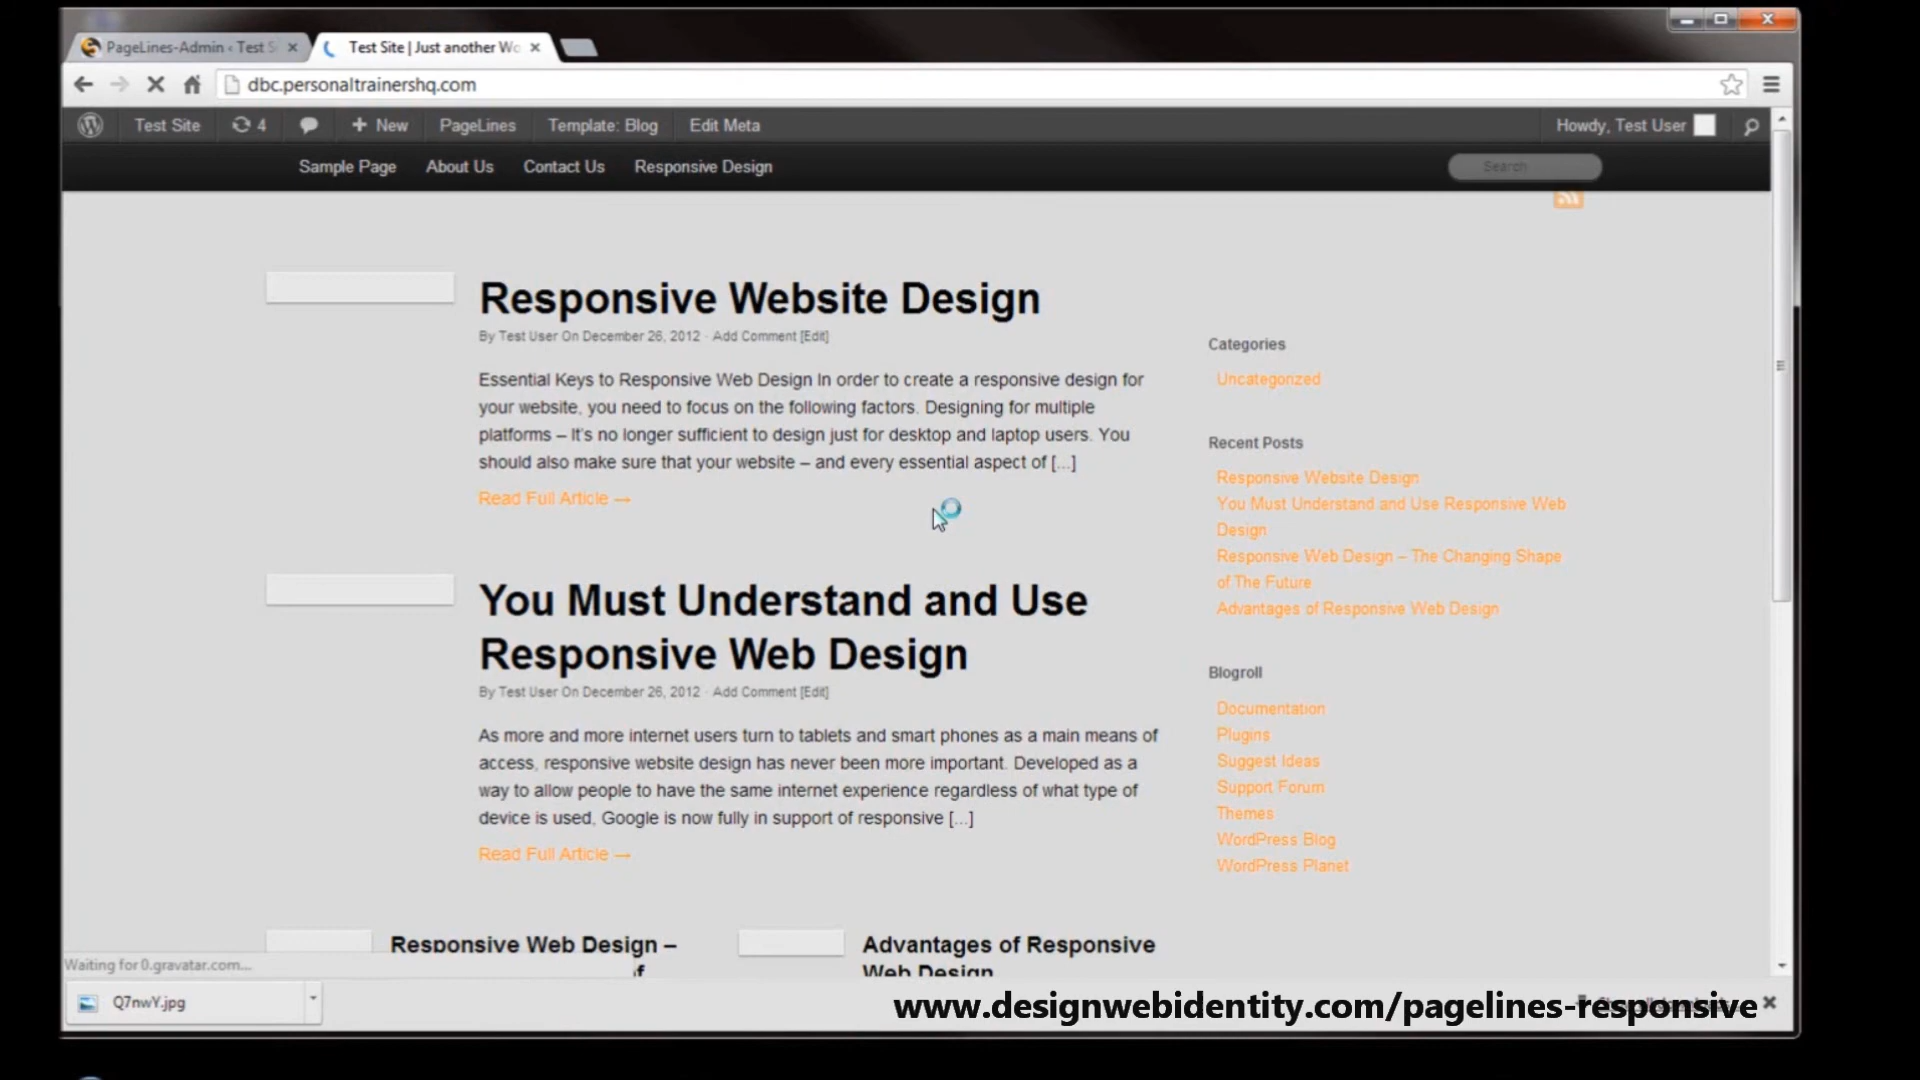 PageLines-Admin ‹ Test S
Test Site | Just another Wo
dbc.personaltrainershq.com
Test Site
4
New
PageLines
Template: Blog
Edit Meta
Howdy, Test User
Sample Page
About Us
Contact Us
Responsive Design
Search
Responsive Website Design
By Test User On December 26, 2012 · Add Comment [Edit]
Essential Keys to Responsive Web Design In order to create a responsive design for
your website, you need to focus on the following factors. Designing for multiple
platforms – It's no longer sufficient to design just for desktop and laptop users. You
should also make sure that your website – and every essential aspect of [...]
Read Full Article →
You Must Understand and Use
Responsive Web Design
By Test User On December 26, 2012 · Add Comment [Edit]
As more and more internet users turn to tablets and smart phones as a main means of
access, responsive website design has never been more important. Developed as a
way to allow people to have the same internet experience regardless of what type of
device is used, Google is now fully in support of responsive [...]
Read Full Article →
Responsive Web Design –
Advantages of Responsive
Web Design
Categories
Uncategorized
Recent Posts
Responsive Website Design
You Must Understand and Use Responsive Web
Design
Responsive Web Design – The Changing Shape
of The Future
Advantages of Responsive Web Design
Blogroll
Documentation
Plugins
Suggest Ideas
Support Forum
Themes
WordPress Blog
WordPress Planet
Waiting for 0.gravatar.com...
Q7nwY.jpg
www.designwebidentity.com/pagelines-responsive